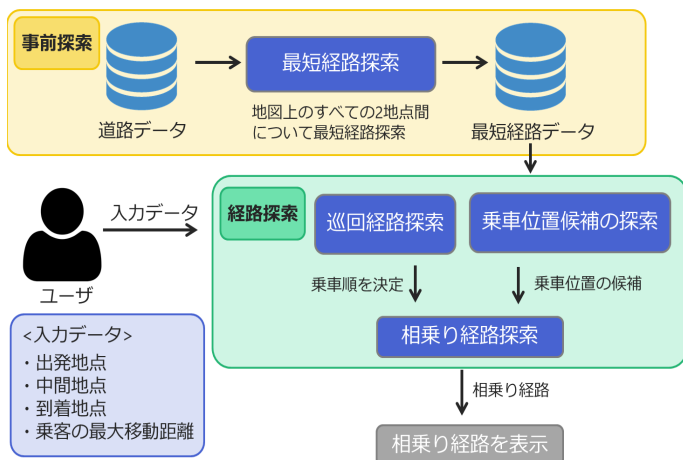 事前探索
道路データ
最短経路探索
地図上のすべての2地点間
について最短経路探索
最短経路データ
ユーザ
入力データ
<入力データ>
・出発地点
・中間地点
・到着地点
・乗客の最大移動距離
経路探索
巡回経路探索
乗車位置候補の探索
乗車順を決定
乗車位置の候補
相乗り経路探索
相乗り経路
相乗り経路を表示